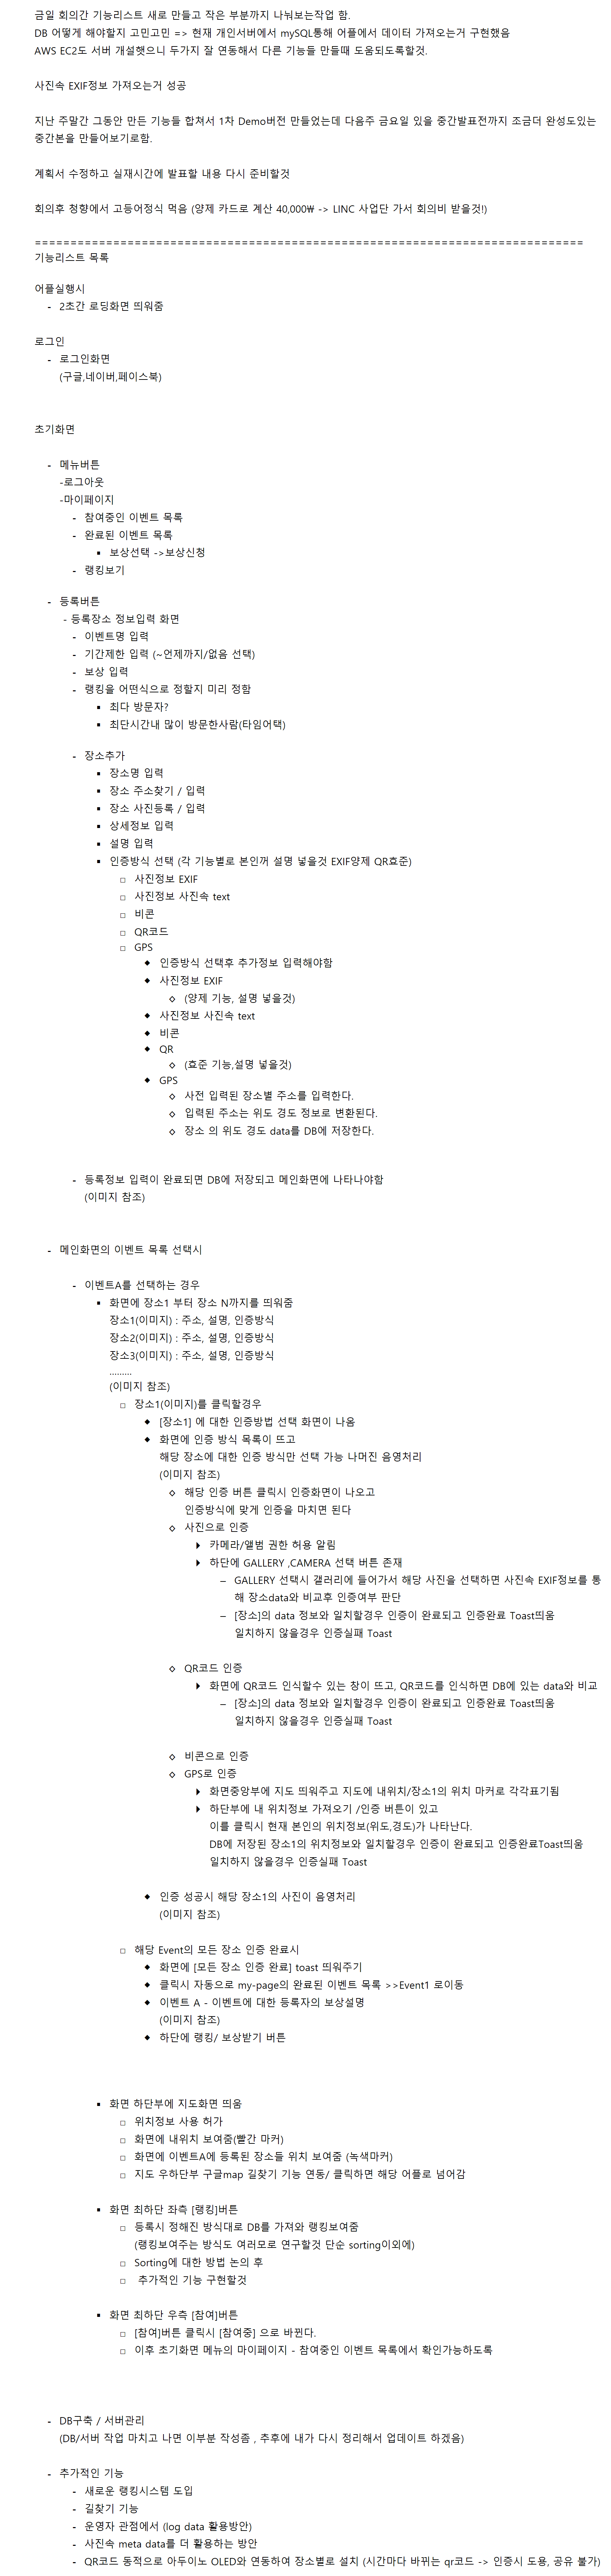 금일 회의간 기능리스트 새로 만들고 작은 부분까지 나눠보는작업 함.
DB 어떻게 해야할지 고민고민 => 현재 개인서버에서 mySQL통해 어플에서 데이터 가져오는거 구현했음
AWS EC2도 서버 개설햇으니 두가지 잘 연동해서 다른 기능들 만들때 도움되도록할것.
사진속 EXIF정보 가져오는거 성공
지난 주말간 그동안 만든 기능들 합쳐서 1차 Demo버전 만들었는데 다음주 금요일 있을 중간발표전까지 조금더 완성도있는
중간본을 만들어보기로함.
계획서 수정하고 실재시간에 발표할 내용 다시 준비할것
회의후 청향에서 고등어정식 먹음 (양제 카드로 계산 40,000₩ -> LINC 사업단 가서 회의비 받을것!)
================================================================================
기능리스트 목록
어플실행시
- 2초간 로딩화면 띄워줌
로그인
- 로그인화면
(구글,네이버,페이스북)
초기화면
- 메뉴버튼
-로그아웃
-마이페이지
- 참여중인 이벤트 목록
- 완료된 이벤트 목록
▪ 보상선택 ->보상신청
- 랭킹보기
- 등록버튼
- 등록장소 정보입력 화면
- 이벤트명 입력
- 기간제한 입력 (~언제까지/없음 선택)
- 보상 입력
- 랭킹을 어떤식으로 정할지 미리 정함
▪ 최다 방문자?
▪ 최단시간내 많이 방문한사람(타임어택)
- 장소추가
▪ 장소명 입력
▪ 장소 주소찾기 / 입력
▪ 장소 사진등록 / 입력
▪ 상세정보 입력
▪ 설명 입력
▪ 인증방식 선택 (각 기능별로 본인꺼 설명 넣을것 EXIF양제 QR효준)
□ 사진정보 EXIF
□ 사진정보 사진속 text
□ 비콘
□ QR코드
□ GPS
◆ 인증방식 선택후 추가정보 입력해야함
◆ 사진정보 EXIF
◇ (양제 기능, 설명 넣을것)
◆ 사진정보 사진속 text
◆ 비콘
◆ QR
◇ (효준 기능,설명 넣을것)
◆ GPS
◇ 사전 입력된 장소별 주소를 입력한다.
◇ 입력된 주소는 위도 경도 정보로 변환된다.
◇ 장소 의 위도 경도 data를 DB에 저장한다.
- 등록정보 입력이 완료되면 DB에 저장되고 메인화면에 나타나야함
(이미지 참조)
- 메인화면의 이벤트 목록 선택시
- 이벤트A를 선택하는 경우
▪ 화면에 장소1 부터 장소 N까지를 띄워줌
장소1(이미지) : 주소, 설명, 인증방식
장소2(이미지) : 주소, 설명, 인증방식
장소3(이미지) : 주소, 설명, 인증방식
.........
(이미지 참조)
□ 장소1(이미지)를 클릭할경우
◆ [장소1] 에 대한 인증방법 선택 화면이 나옴
◆ 화면에 인증 방식 목록이 뜨고
해당 장소에 대한 인증 방식만 선택 가능 나머진 음영처리
(이미지 참조)
◇ 해당 인증 버튼 클릭시 인증화면이 나오고
인증방식에 맞게 인증을 마치면 된다
◇ 사진으로 인증
▶ 카메라/앨범 권한 허용 알림
▶ 하단에 GALLERY ,CAMERA 선택 버튼 존재
– GALLERY 선택시 갤러리에 들어가서 해당 사진을 선택하면 사진속 EXIF정보를 통
해 장소data와 비교후 인증여부 판단
– [장소]의 data 정보와 일치할경우 인증이 완료되고 인증완료 Toast띄움
일치하지 않을경우 인증실패 Toast
◇ QR코드 인증
▶ 화면에 QR코드 인식할수 있는 창이 뜨고, QR코드를 인식하면 DB에 있는 data와 비교
– [장소]의 data 정보와 일치할경우 인증이 완료되고 인증완료 Toast띄움
일치하지 않을경우 인증실패 Toast
◇ 비콘으로 인증
◇ GPS로 인증
▶ 화면중앙부에 지도 띄워주고 지도에 내위치/장소1의 위치 마커로 각각표기됨
▶ 하단부에 내 위치정보 가져오기 /인증 버튼이 있고
이를 클릭시 현재 본인의 위치정보(위도,경도)가 나타난다.
DB에 저장된 장소1의 위치정보와 일치할경우 인증이 완료되고 인증완료Toast띄움
일치하지 않을경우 인증실패 Toast
◆ 인증 성공시 해당 장소1의 사진이 음영처리
(이미지 참조)
□ 해당 Event의 모든 장소 인증 완료시
◆ 화면에 [모든 장소 인증 완료] toast 띄워주기
◆ 클릭시 자동으로 my-page의 완료된 이벤트 목록 >>Event1 로이동
◆ 이벤트 A - 이벤트에 대한 등록자의 보상설명
(이미지 참조)
◆ 하단에 랭킹/ 보상받기 버튼
▪ 화면 하단부에 지도화면 띄움
□ 위치정보 사용 허가
□ 화면에 내위치 보여줌(빨간 마커)
□ 화면에 이벤트A에 등록된 장소들 위치 보여줌 (녹색마커)
□ 지도 우하단부 구글map 길찾기 기능 연동/ 클릭하면 해당 어플로 넘어감
▪ 화면 최하단 좌측 [랭킹]버튼
□ 등록시 정해진 방식대로 DB를 가져와 랭킹보여줌
(랭킹보여주는 방식도 여러모로 연구할것 단순 sorting이외에)
□ Sorting에 대한 방법 논의 후
□ 추가적인 기능 구현할것
▪ 화면 최하단 우측 [참여]버튼
□ [참여]버튼 클릭시 [참여중] 으로 바뀐다.
□ 이후 초기화면 메뉴의 마이페이지 - 참여중인 이벤트 목록에서 확인가능하도록
- DB구축 / 서버관리
(DB/서버 작업 마치고 나면 이부분 작성좀 , 추후에 내가 다시 정리해서 업데이트 하겠음)
- 추가적인 기능
- 새로운 랭킹시스템 도입
- 길찾기 기능
- 운영자 관점에서 (log data 활용방안)
- 사진속 meta data를 더 활용하는 방안
- QR코드 동적으로 아두이노 OLED와 연동하여 장소별로 설치 (시간마다 바뀌는 qr코드 -> 인증시 도용, 공유 불가)